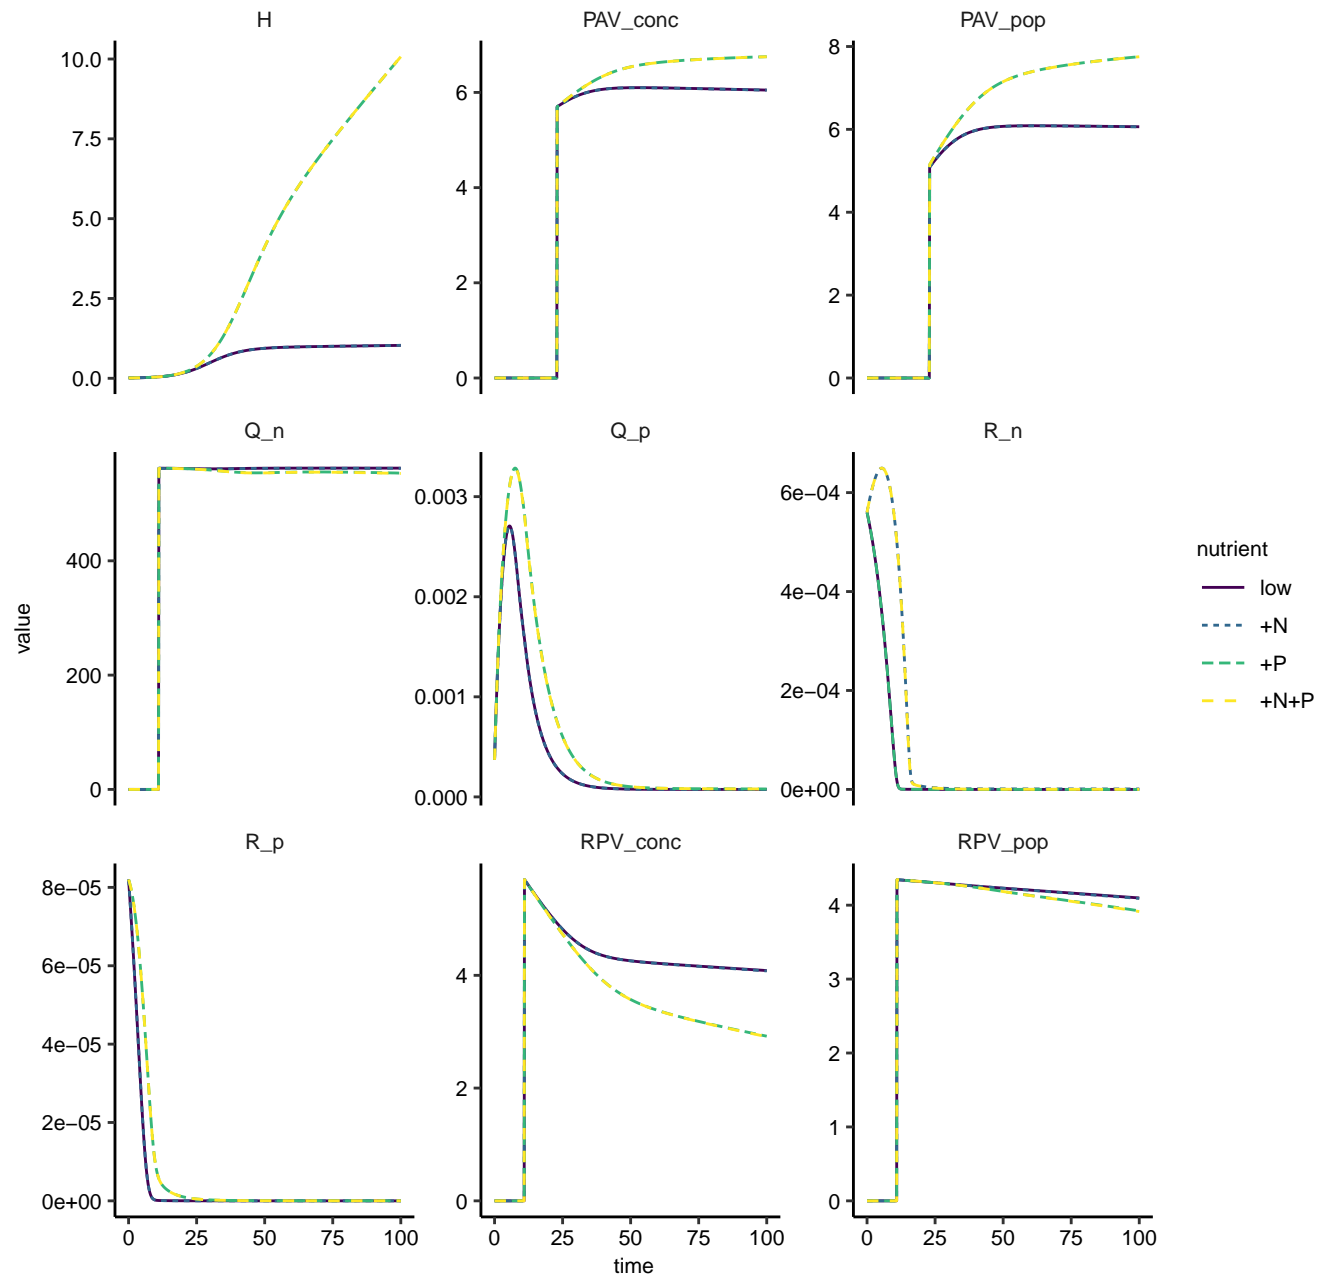 H
PAV_conc
PAV_pop
10.0
7.5
5.0
2.5
0.0
6
4
2
0
8
6
4
2
0
Q_n
Q_p
R_n
400
200
0
0.003
0.002
0.001
0.000
6e−04
4e−04
2e−04
0e+00
R_p
RPV_conc
RPV_pop
8e−05
6e−05
4e−05
2e−05
0e+00
4
2
0
4
3
2
1
0
0 25 50 75 100
0 25 50 75 100
0 25 50 75 100
time
value
nutrient
low
+N
+P
+N+P